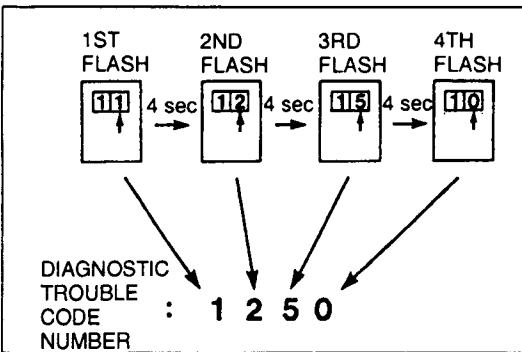 1ST FLASH 2ND FLASH 3RD FLASH 4TH FLASH
11 4 sec 12 4 sec 15 4 sec 10
DIAGNOSTIC
TROUBLE
CODE
NUMBER : 1 2 5 0